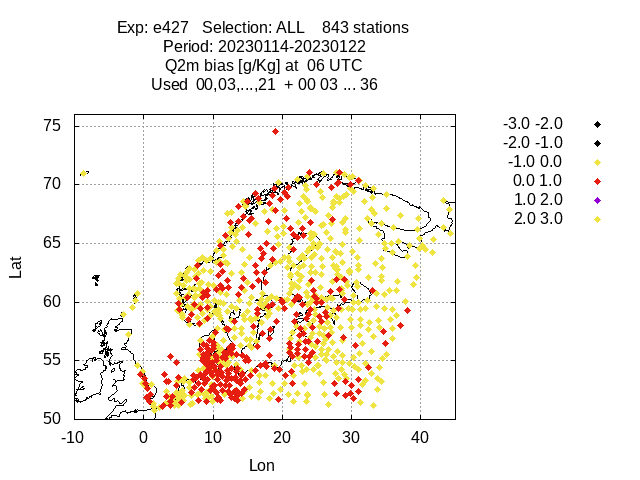 Exp: e427 Selection: ALL 843 stations
Period: 20230114-20230122
Q2m bias [g/Kg] at 06 UTC
Used 00,03,...,21 + 00 03 ... 36
-3.0 -2.0
-2.0 -1.0
-1.0 0.0
0.0 1.0
1.0 2.0
2.0 3.0
75
70
65
60
55
50
Lat
-10 0 10 20 30 40
Lon